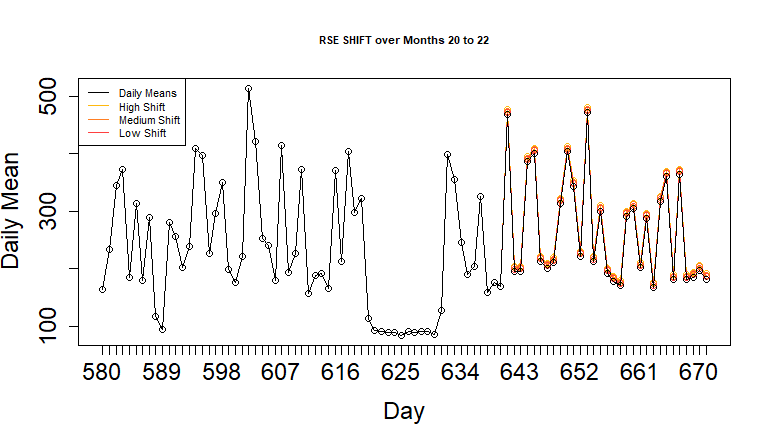 RSE SHIFT over Months 20 to 22
Daily Means
High Shift
Medium Shift
Low Shift
500
300
100
Daily Mean
580 589 598 607 616 625 634 643 652 661 670
Day